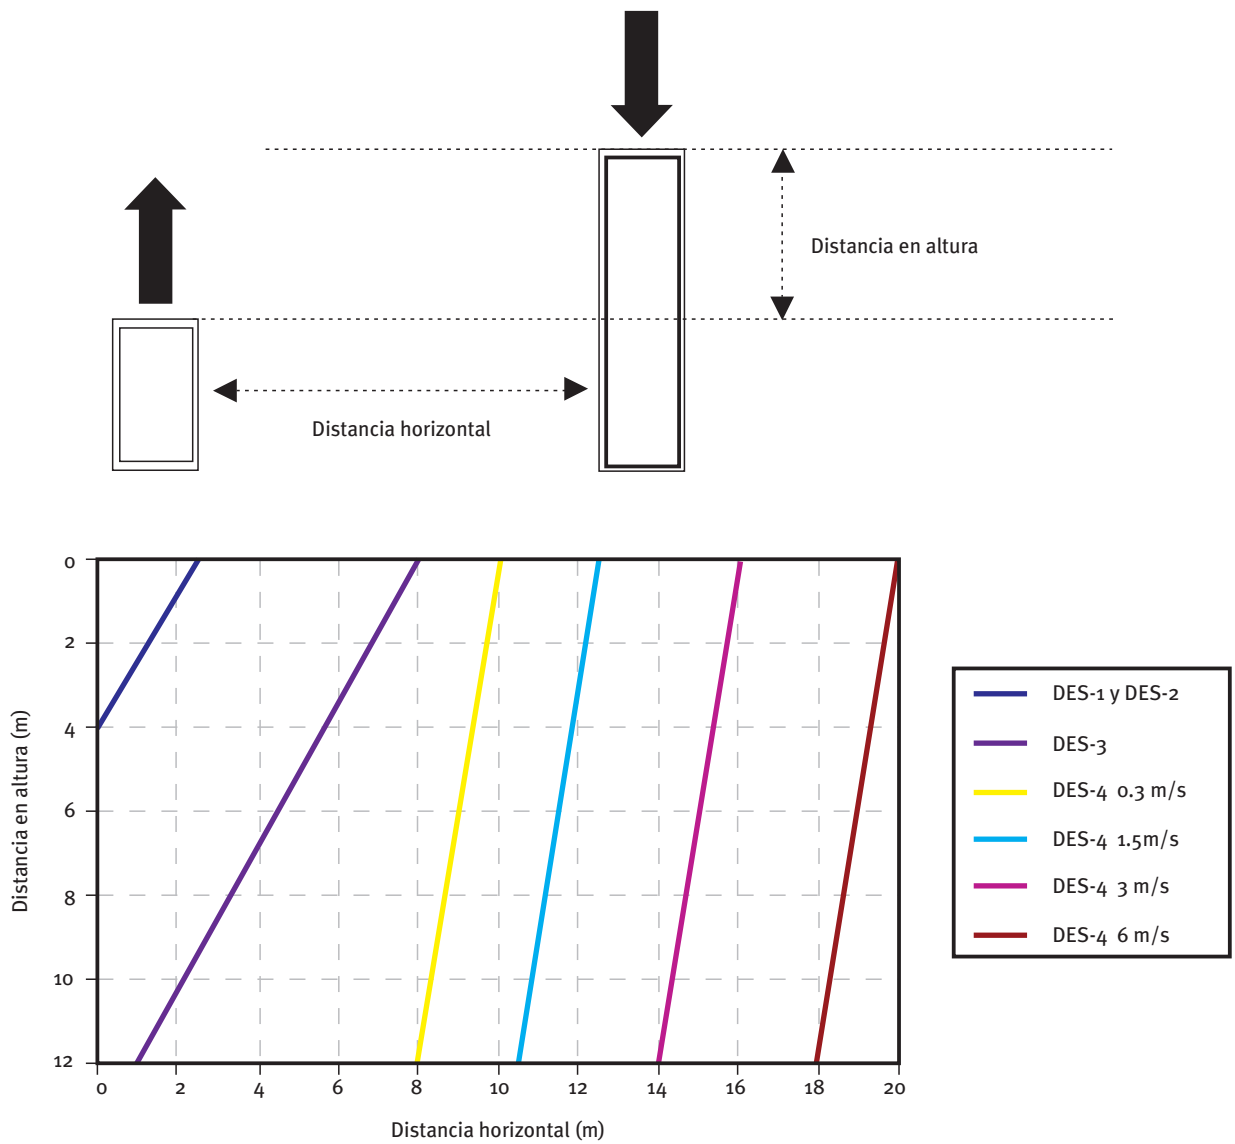 Distancia en altura
Distancia horizontal
Distancia en altura (m)
0
2
4
6
8
10
12
0 2 4 6 8 10 12 14 16 18 20
Distancia horizontal (m)
DES-1 y DES-2
DES-3
DES-4 0.3 m/s
DES-4 1.5m/s
DES-4 3 m/s
DES-4 6 m/s